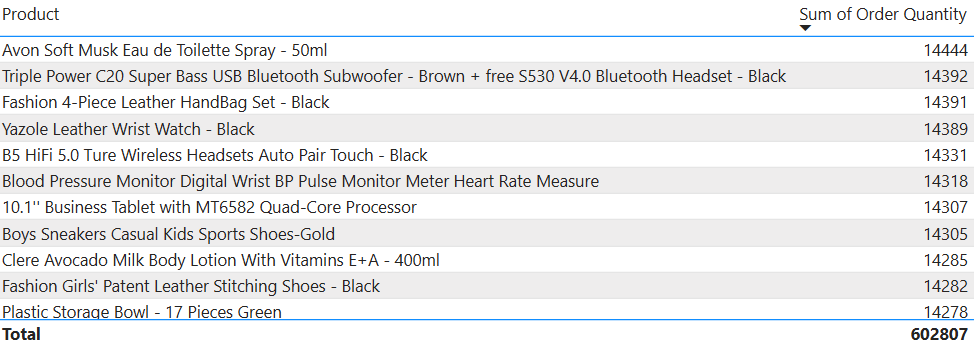 Product Sum of Order Quantity
Avon Soft Musk Eau de Toilette Spray - 50ml 14444
Triple Power C20 Super Bass USB Bluetooth Subwoofer - Brown + free S530 V4.0 Bluetooth Headset - Black 14392
Fashion 4-Piece Leather HandBag Set - Black 14391
Yazole Leather Wrist Watch - Black 14389
B5 HiFi 5.0 Ture Wireless Headsets Auto Pair Touch - Black 14331
Blood Pressure Monitor Digital Wrist BP Pulse Monitor Meter Heart Rate Measure 14318
10.1'' Business Tablet with MT6582 Quad-Core Processor 14307
Boys Sneakers Casual Kids Sports Shoes-Gold 14305
Clere Avocado Milk Body Lotion With Vitamins E+A - 400ml 14285
Fashion Girls' Patent Leather Stitching Shoes - Black 14282
Plastic Storage Bowl - 17 Pieces Green 14278
Total 602807